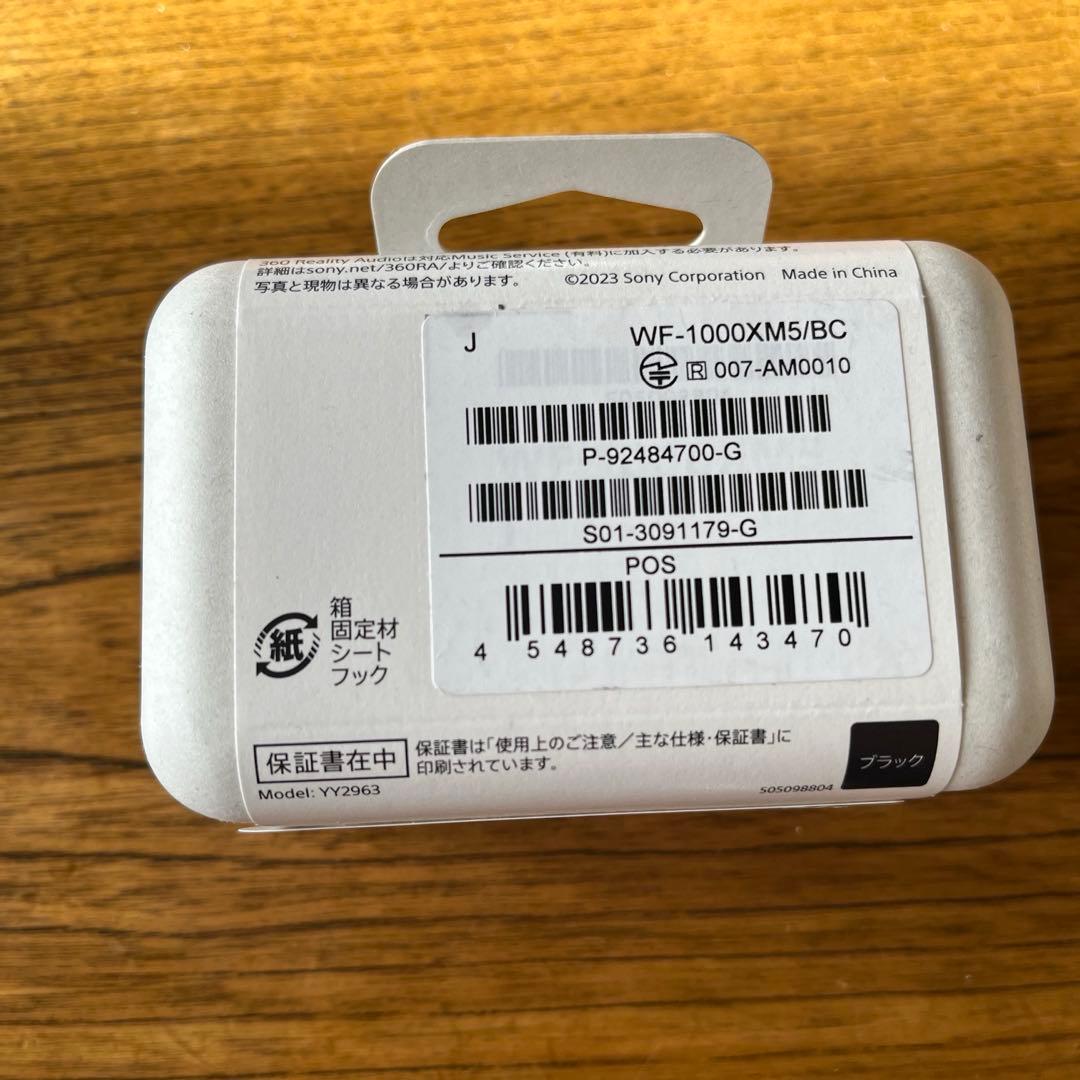 360 Reality Audioは対応Music Service (有料)に加入する必要があります。
詳細はsony.net/360RA/よりご確認ください。
写真と現物は異なる場合があります。 ©2023 Sony Corporation Made in China
J WF-1000XM5/BC
R 007-AM0010
P-92484700-G
S01-3091179-G
POS
4 548736 143470
紙
箱
固定材
シート
フック
保証書在中
保証書は「使用上のご注意／主な仕様・保証書」に
印刷されています。
Model: YY2963
505098804
ブラック